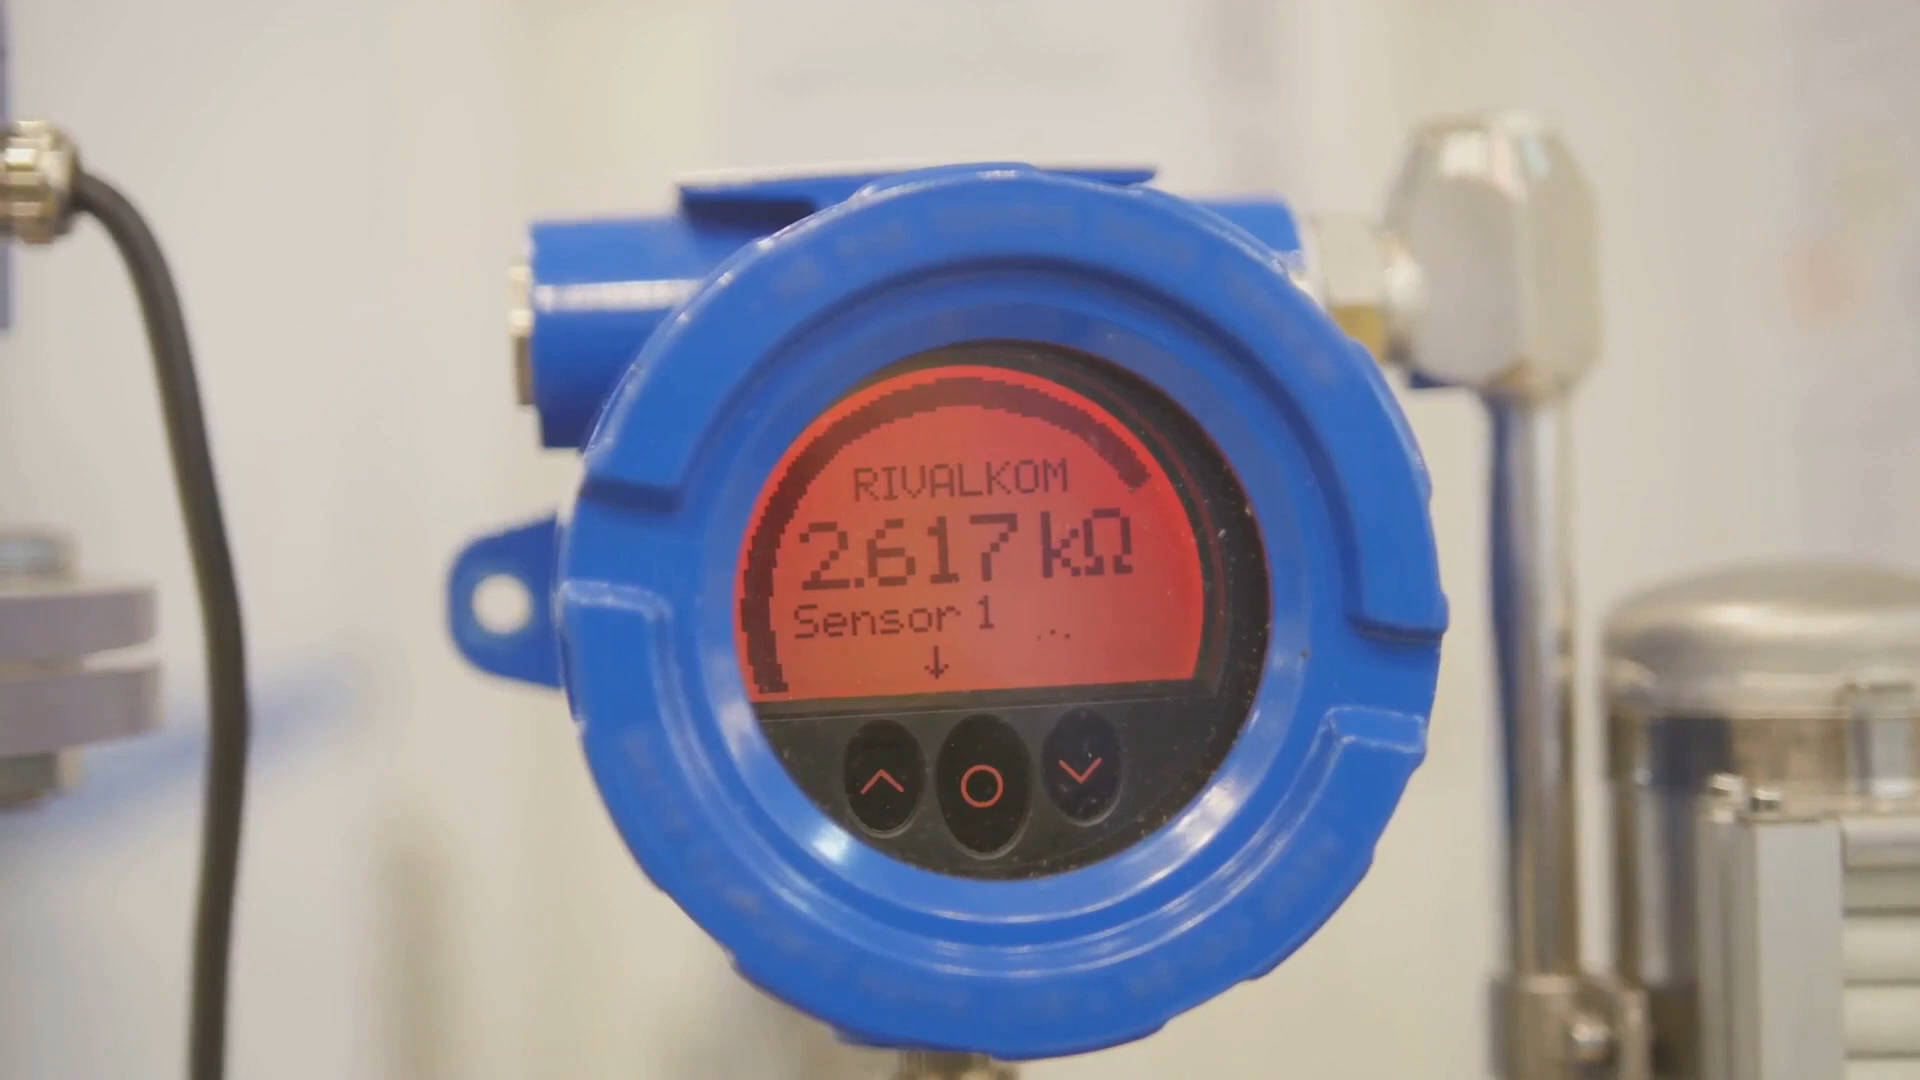 RIVALKOM
2.617 kΩ
Sensor 1 ...